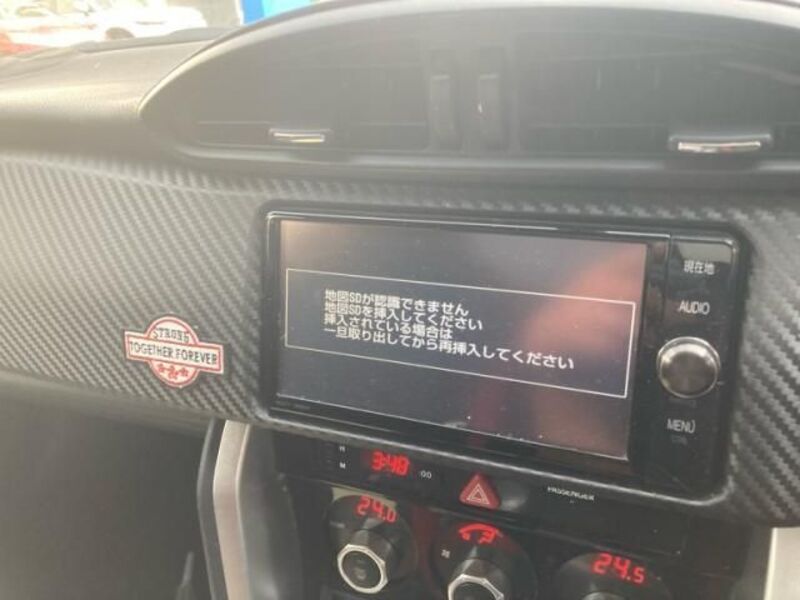 地図SDが認識できません
地図SDを挿入してください
挿入されている場合は
一旦取り出してから再挿入してください
現在地
AUDIO
MENU
STRONG
TOGETHER FOREVER
H
M
3:48
:00
PASSENGER
24.0
24.5